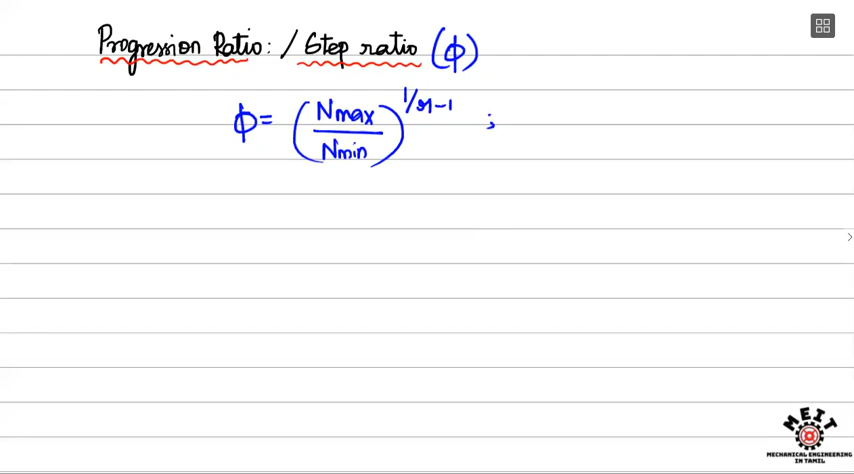 Progression Ratio: / Step ratio (ϕ)
ϕ = (Nmax/Nmin)^1/n-1 ;
MEIT
MECHANICAL ENGINEERING
IN TAMIL